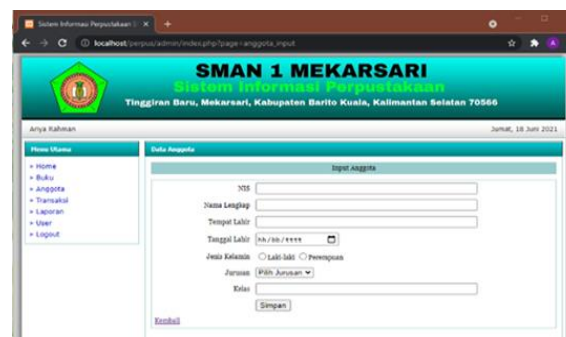 Sistem Informasi Perpustakaan
localhost/perpus/admin/index.php?page=anggota_input
A
SMAN 1 MEKARSARI
Sistem Informasi Perpustakaan
Tinggiran Baru, Mekarsari, Kabupaten Barito Kuala, Kalimantan Selatan 70566
Ariya Rahman
Jumat, 18 Juni 2021
Menu Utama
Data Anggota
Home
Buku
Anggota
Transaksi
Laporan
User
Logout
Input Anggota
NIS
Nama Lengkap
Tempat Lahir
Tanggal Lahir hh/bb/tttt
Jenis Kelamin Laki-laki Perempuan
Jurusan Pilih Jurusan
Kelas
Simpan
Kembali